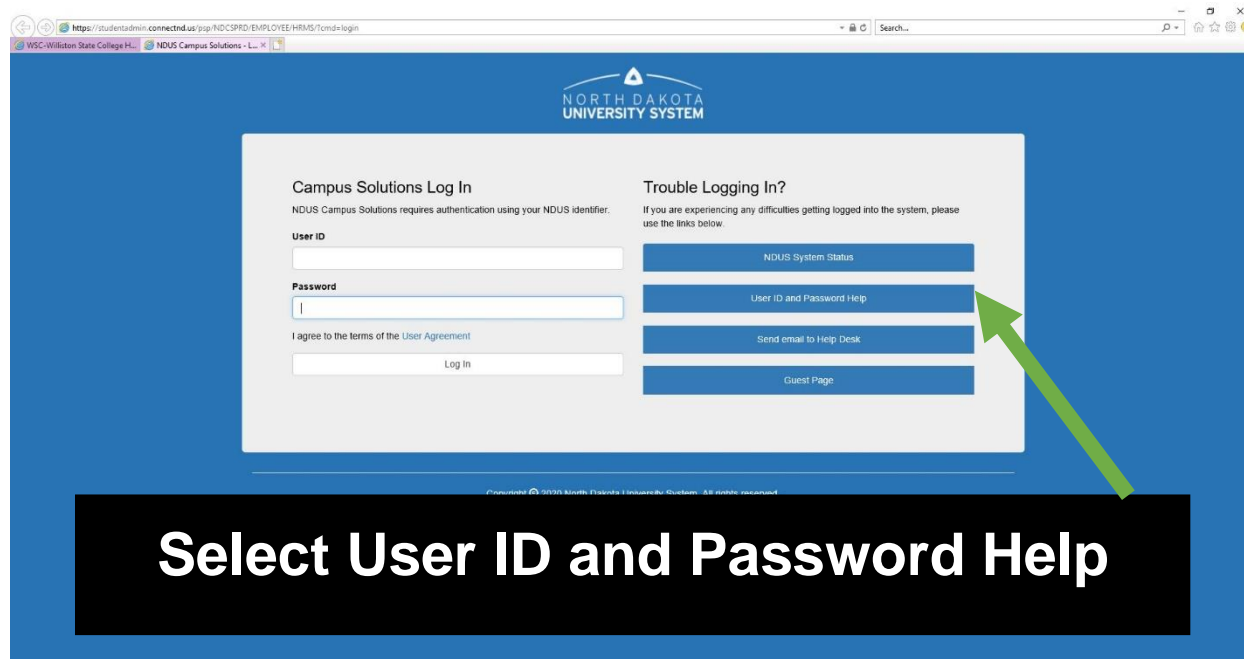 https://studentadmin.connectnd.us/psp/NDCSPRD/EMPLOYEE/HRMS/?cmd=login
Search...
WSC-Williston State College H...
NDUS Campus Solutions - L...
NORTH DAKOTA
UNIVERSITY SYSTEM
Campus Solutions Log In
NDUS Campus Solutions requires authentication using your NDUS identifier.
User ID
Password
I agree to the terms of the User Agreement
Log In
Trouble Logging In?
If you are experiencing any difficulties getting logged into the system, please
use the links below.
NDUS System Status
User ID and Password Help
Send email to Help Desk
Guest Page
Copyright © 2020 North Dakota University System. All rights reserved.
Select User ID and Password Help